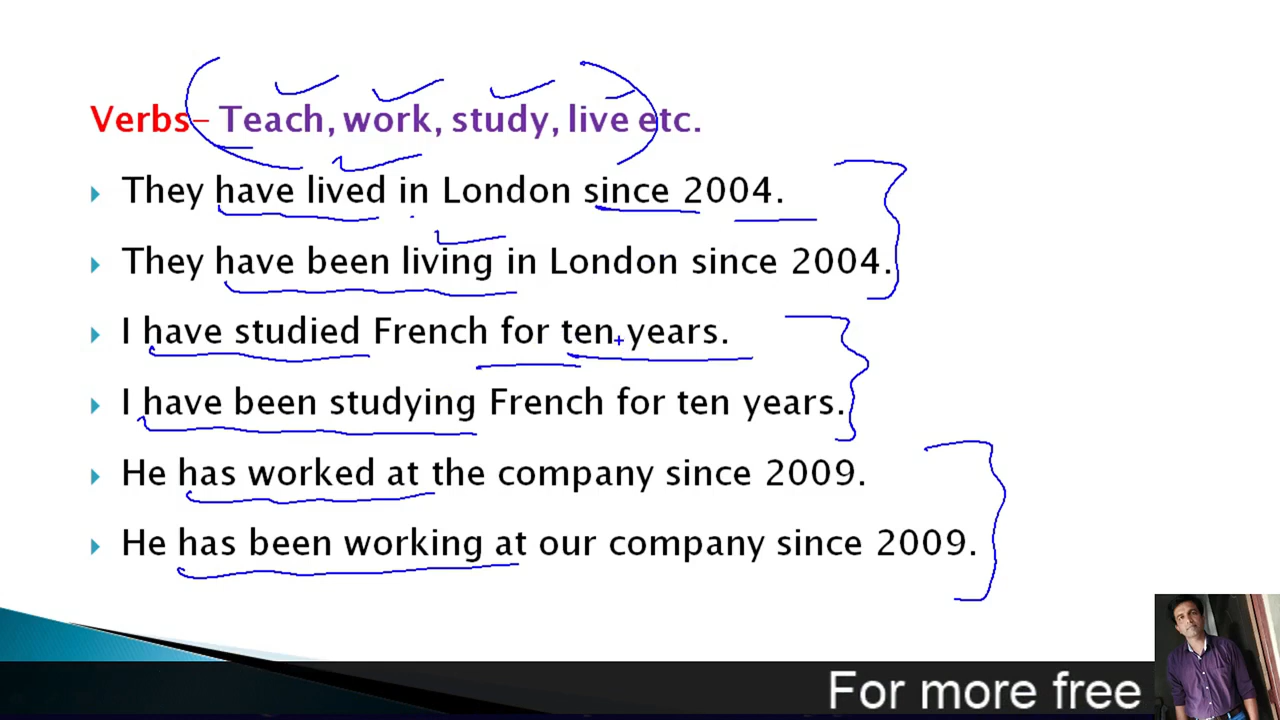 Verbs– Teach, work, study, live etc.
They have lived in London since 2004.
They have been living in London since 2004.
I have studied French for ten years.
I have been studying French for ten years.
He has worked at the company since 2009.
He has been working at our company since 2009.
For more free